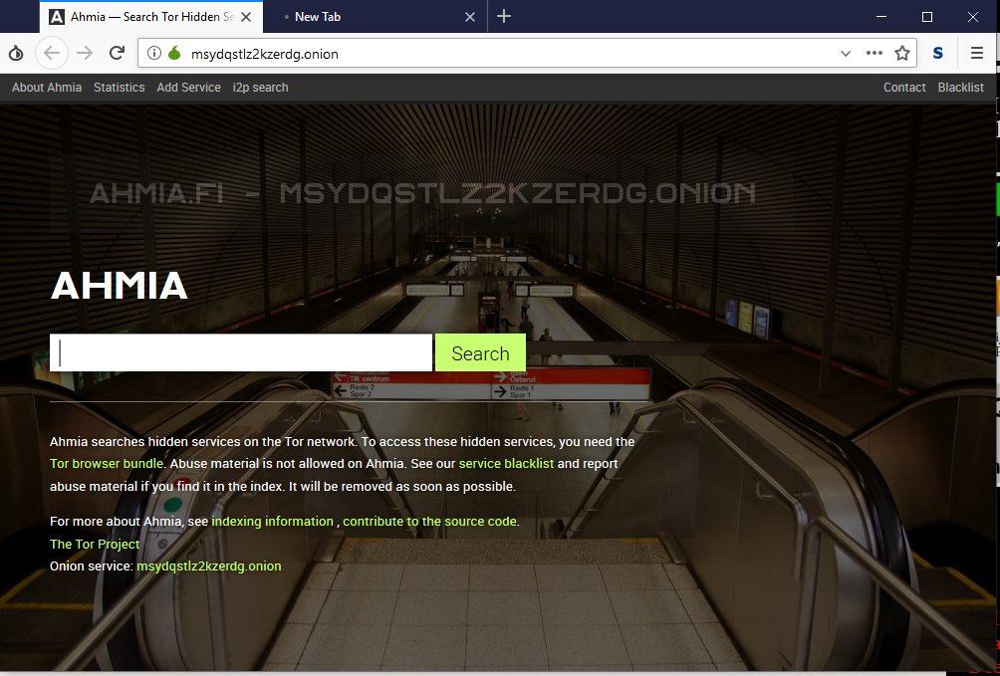 Ahmia — Search Tor Hidden Se
New Tab
msydqstlz2kzerdg.onion
S
About Ahmia Statistics Add Service i2p search Contact Blacklist
AHMIA.FI - MSYDQSTLZ2KZERDG.ONION
AHMIA
Search
Till centrum
Österut
Raide 2
Spår 2
Raide 1
Spår 1
Ahmia searches hidden services on the Tor network. To access these hidden services, you need the
Tor browser bundle. Abuse material is not allowed on Ahmia. See our service blacklist and report
abuse material if you find it in the index. It will be removed as soon as possible.
For more about Ahmia, see indexing information , contribute to the source code.
The Tor Project
Onion service: msydqstlz2kzerdg.onion